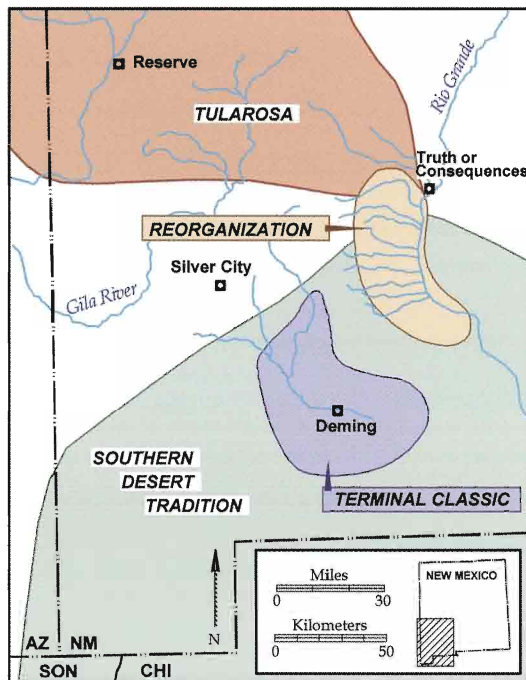 Reserve
TULAROSA
Rio Grande
Truth or
Consequences
REORGANIZATION
Silver City
Gila River
Deming
SOUTHERN
DESERT
TRADITION
TERMINAL CLASSIC
N
Miles
0 30
Kilometers
0 50
NEW MEXICO
AZ NM
SON CHI